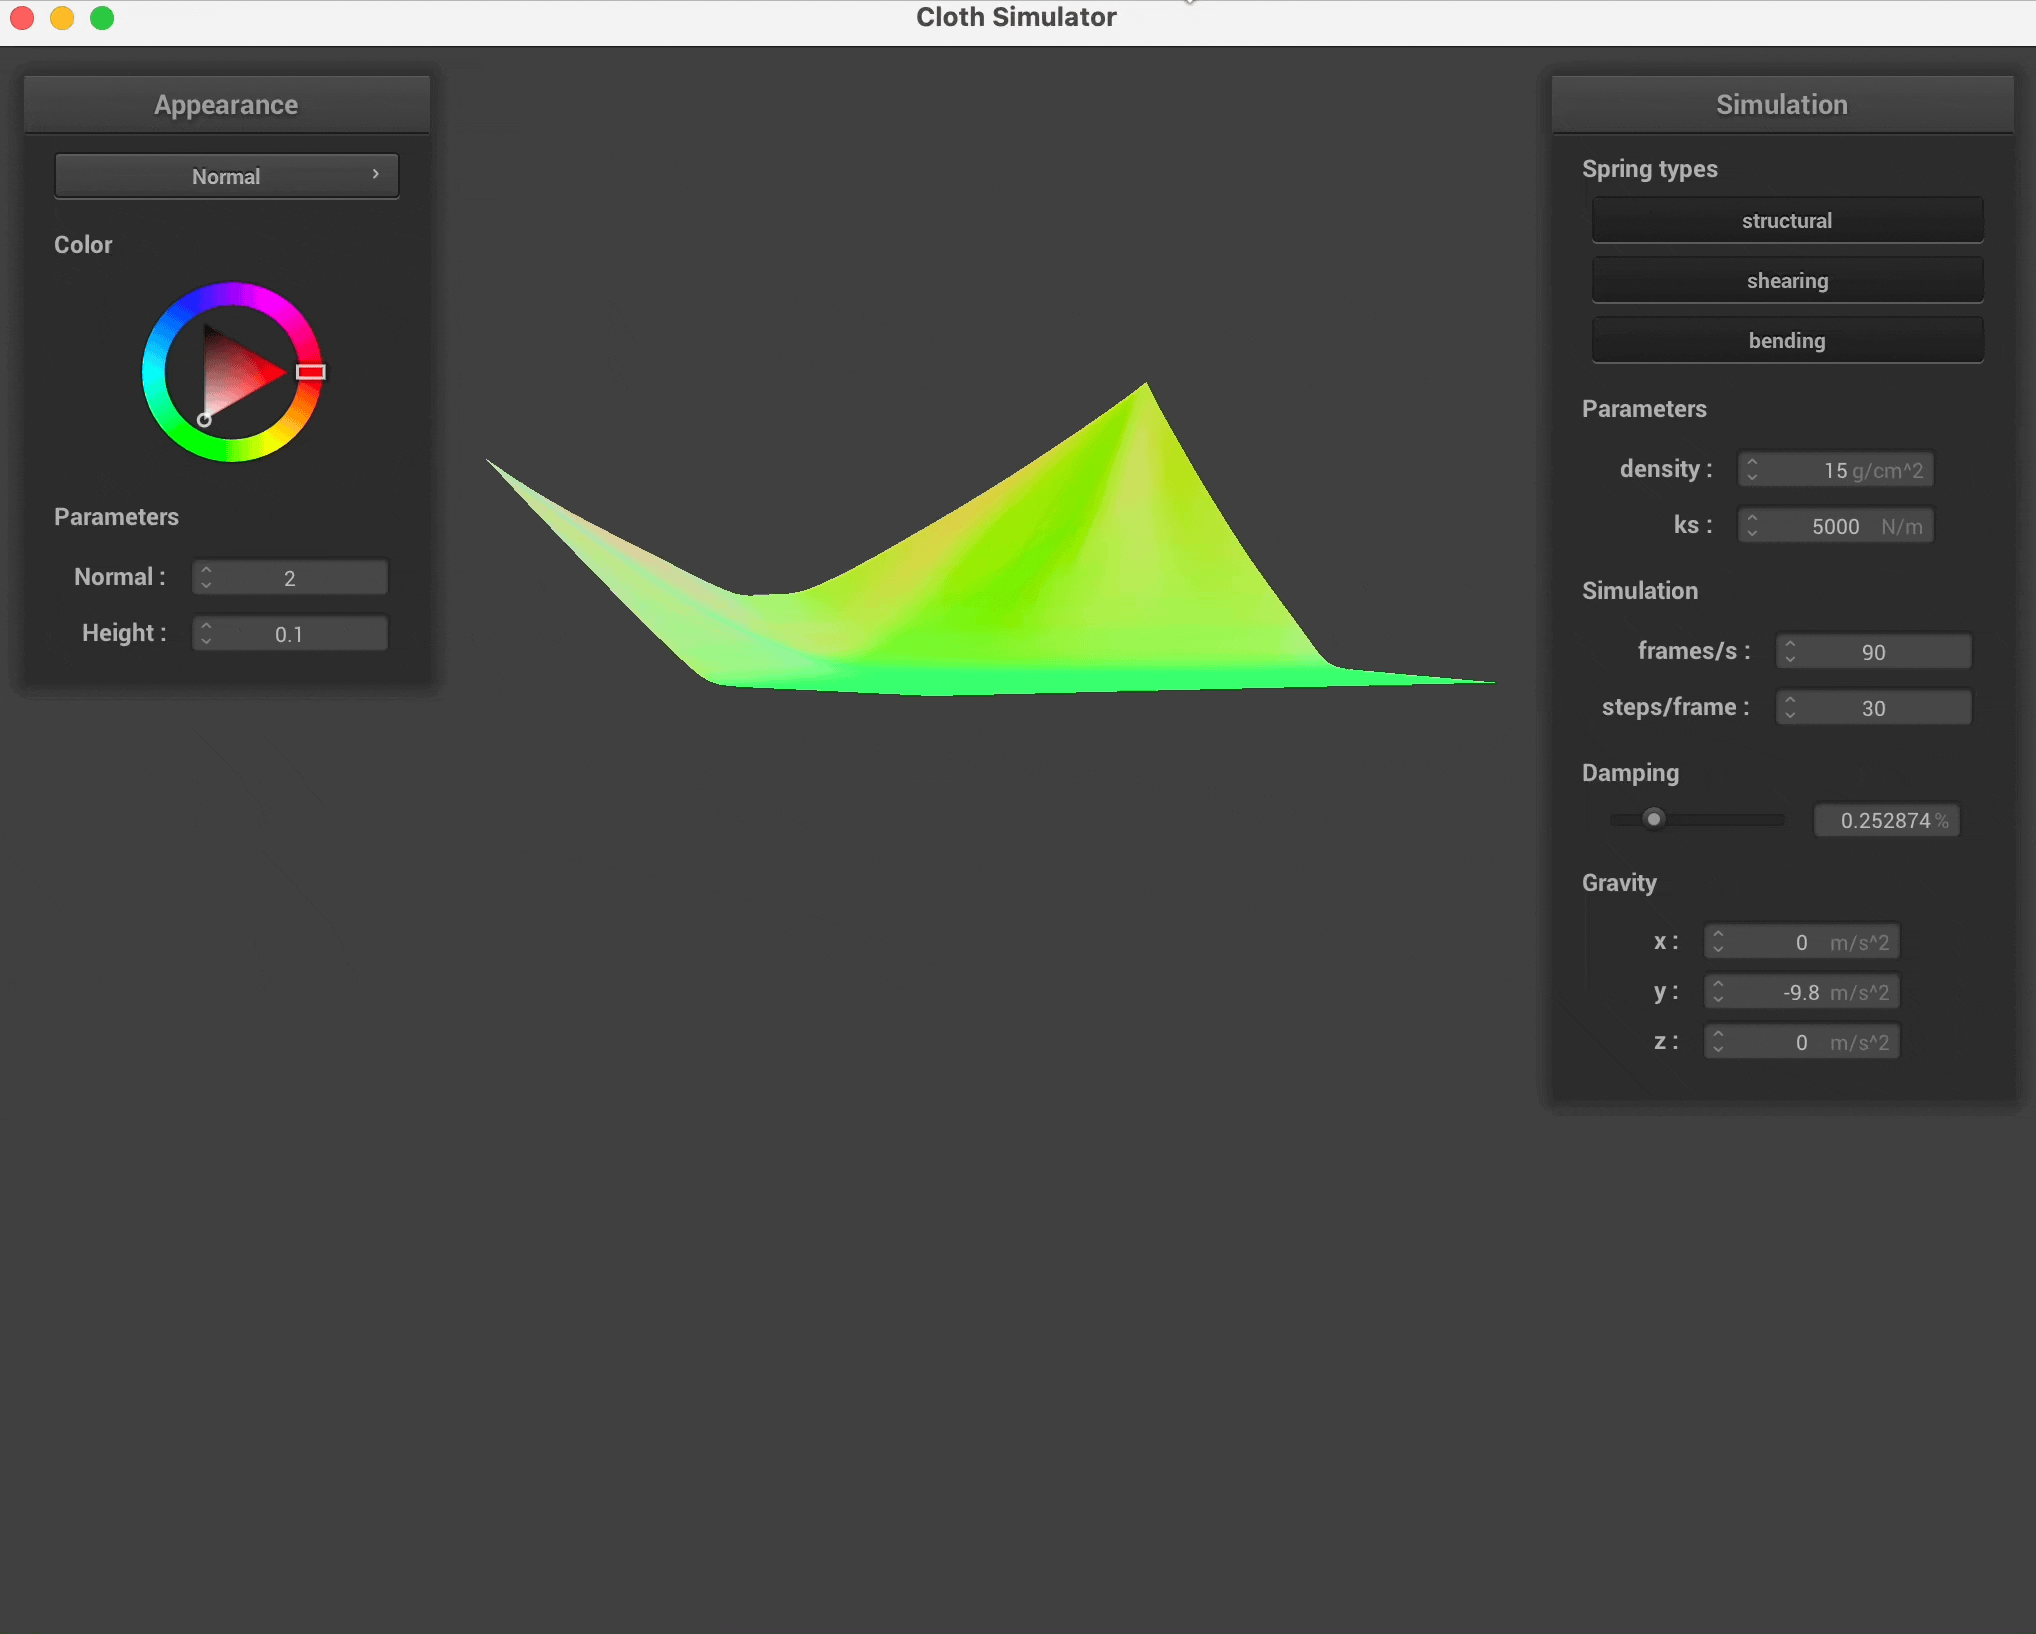 Cloth Simulator
Appearance
Normal
Color
Parameters
Normal : 2
Height : 0.1
Simulation
Spring types
structural
shearing
bending
Parameters
density : 15 g/cm^2
ks : 5000 N/m
Simulation
frames/s : 90
steps/frame : 30
Damping
0.252874 %
Gravity
x : 0 m/s^2
y : -9.8 m/s^2
z : 0 m/s^2